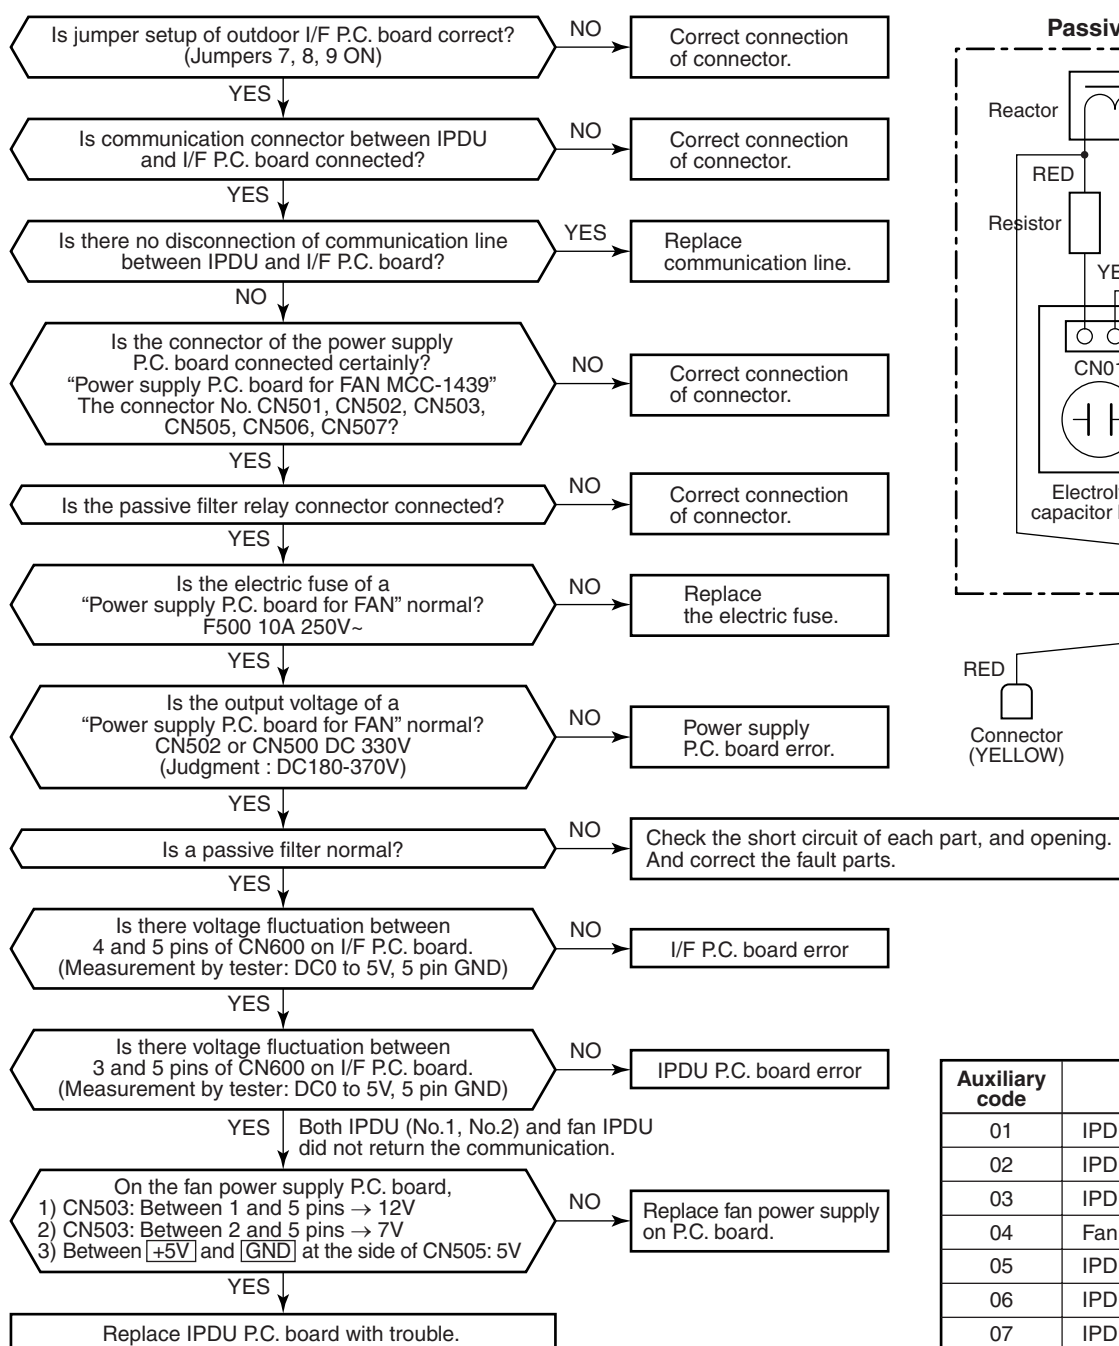 Is jumper setup of outdoor I/F P.C. board correct?
(Jumpers 7, 8, 9 ON)
NO
Correct connection
of connector.
YES
Is communication connector between IPDU
and I/F P.C. board connected?
NO
Correct connection
of connector.
YES
Is there no disconnection of communication line
between IPDU and I/F P.C. board?
YES
Replace
communication line.
NO
Is the connector of the power supply
P.C. board connected certainly?
“Power supply P.C. board for FAN MCC-1439”
The connector No. CN501, CN502, CN503,
CN505, CN506, CN507?
NO
Correct connection
of connector.
YES
Is the passive filter relay connector connected?
NO
Correct connection
of connector.
YES
Is the electric fuse of a
“Power supply P.C. board for FAN” normal?
F500 10A 250V~
NO
Replace
the electric fuse.
YES
Is the output voltage of a
“Power supply P.C. board for FAN” normal?
CN502 or CN500 DC 330V
(Judgment : DC180-370V)
NO
Power supply
P.C. board error.
YES
Is a passive filter normal?
NO
Check the short circuit of each part, and opening.
And correct the fault parts.
YES
Is there voltage fluctuation between
4 and 5 pins of CN600 on I/F P.C. board.
(Measurement by tester: DC0 to 5V, 5 pin GND)
NO
I/F P.C. board error
YES
Is there voltage fluctuation between
3 and 5 pins of CN600 on I/F P.C. board.
(Measurement by tester: DC0 to 5V, 5 pin GND)
NO
IPDU P.C. board error
YES
Both IPDU (No.1, No.2) and fan IPDU
did not return the communication.
On the fan power supply P.C. board,
1) CN503: Between 1 and 5 pins → 12V
2) CN503: Between 2 and 5 pins → 7V
3) Between +5V and GND at the side of CN505: 5V
NO
Replace fan power supply
on P.C. board.
YES
Replace IPDU P.C. board with trouble.
Passiv
Reactor
RED
Resistor
YE
CN01
Electrol
capacitor
RED
Connector
(YELLOW)
Auxiliary
code
01 IPD
02 IPD
03 IPD
04 Fan
05 IPD
06 IPD
07 IPD